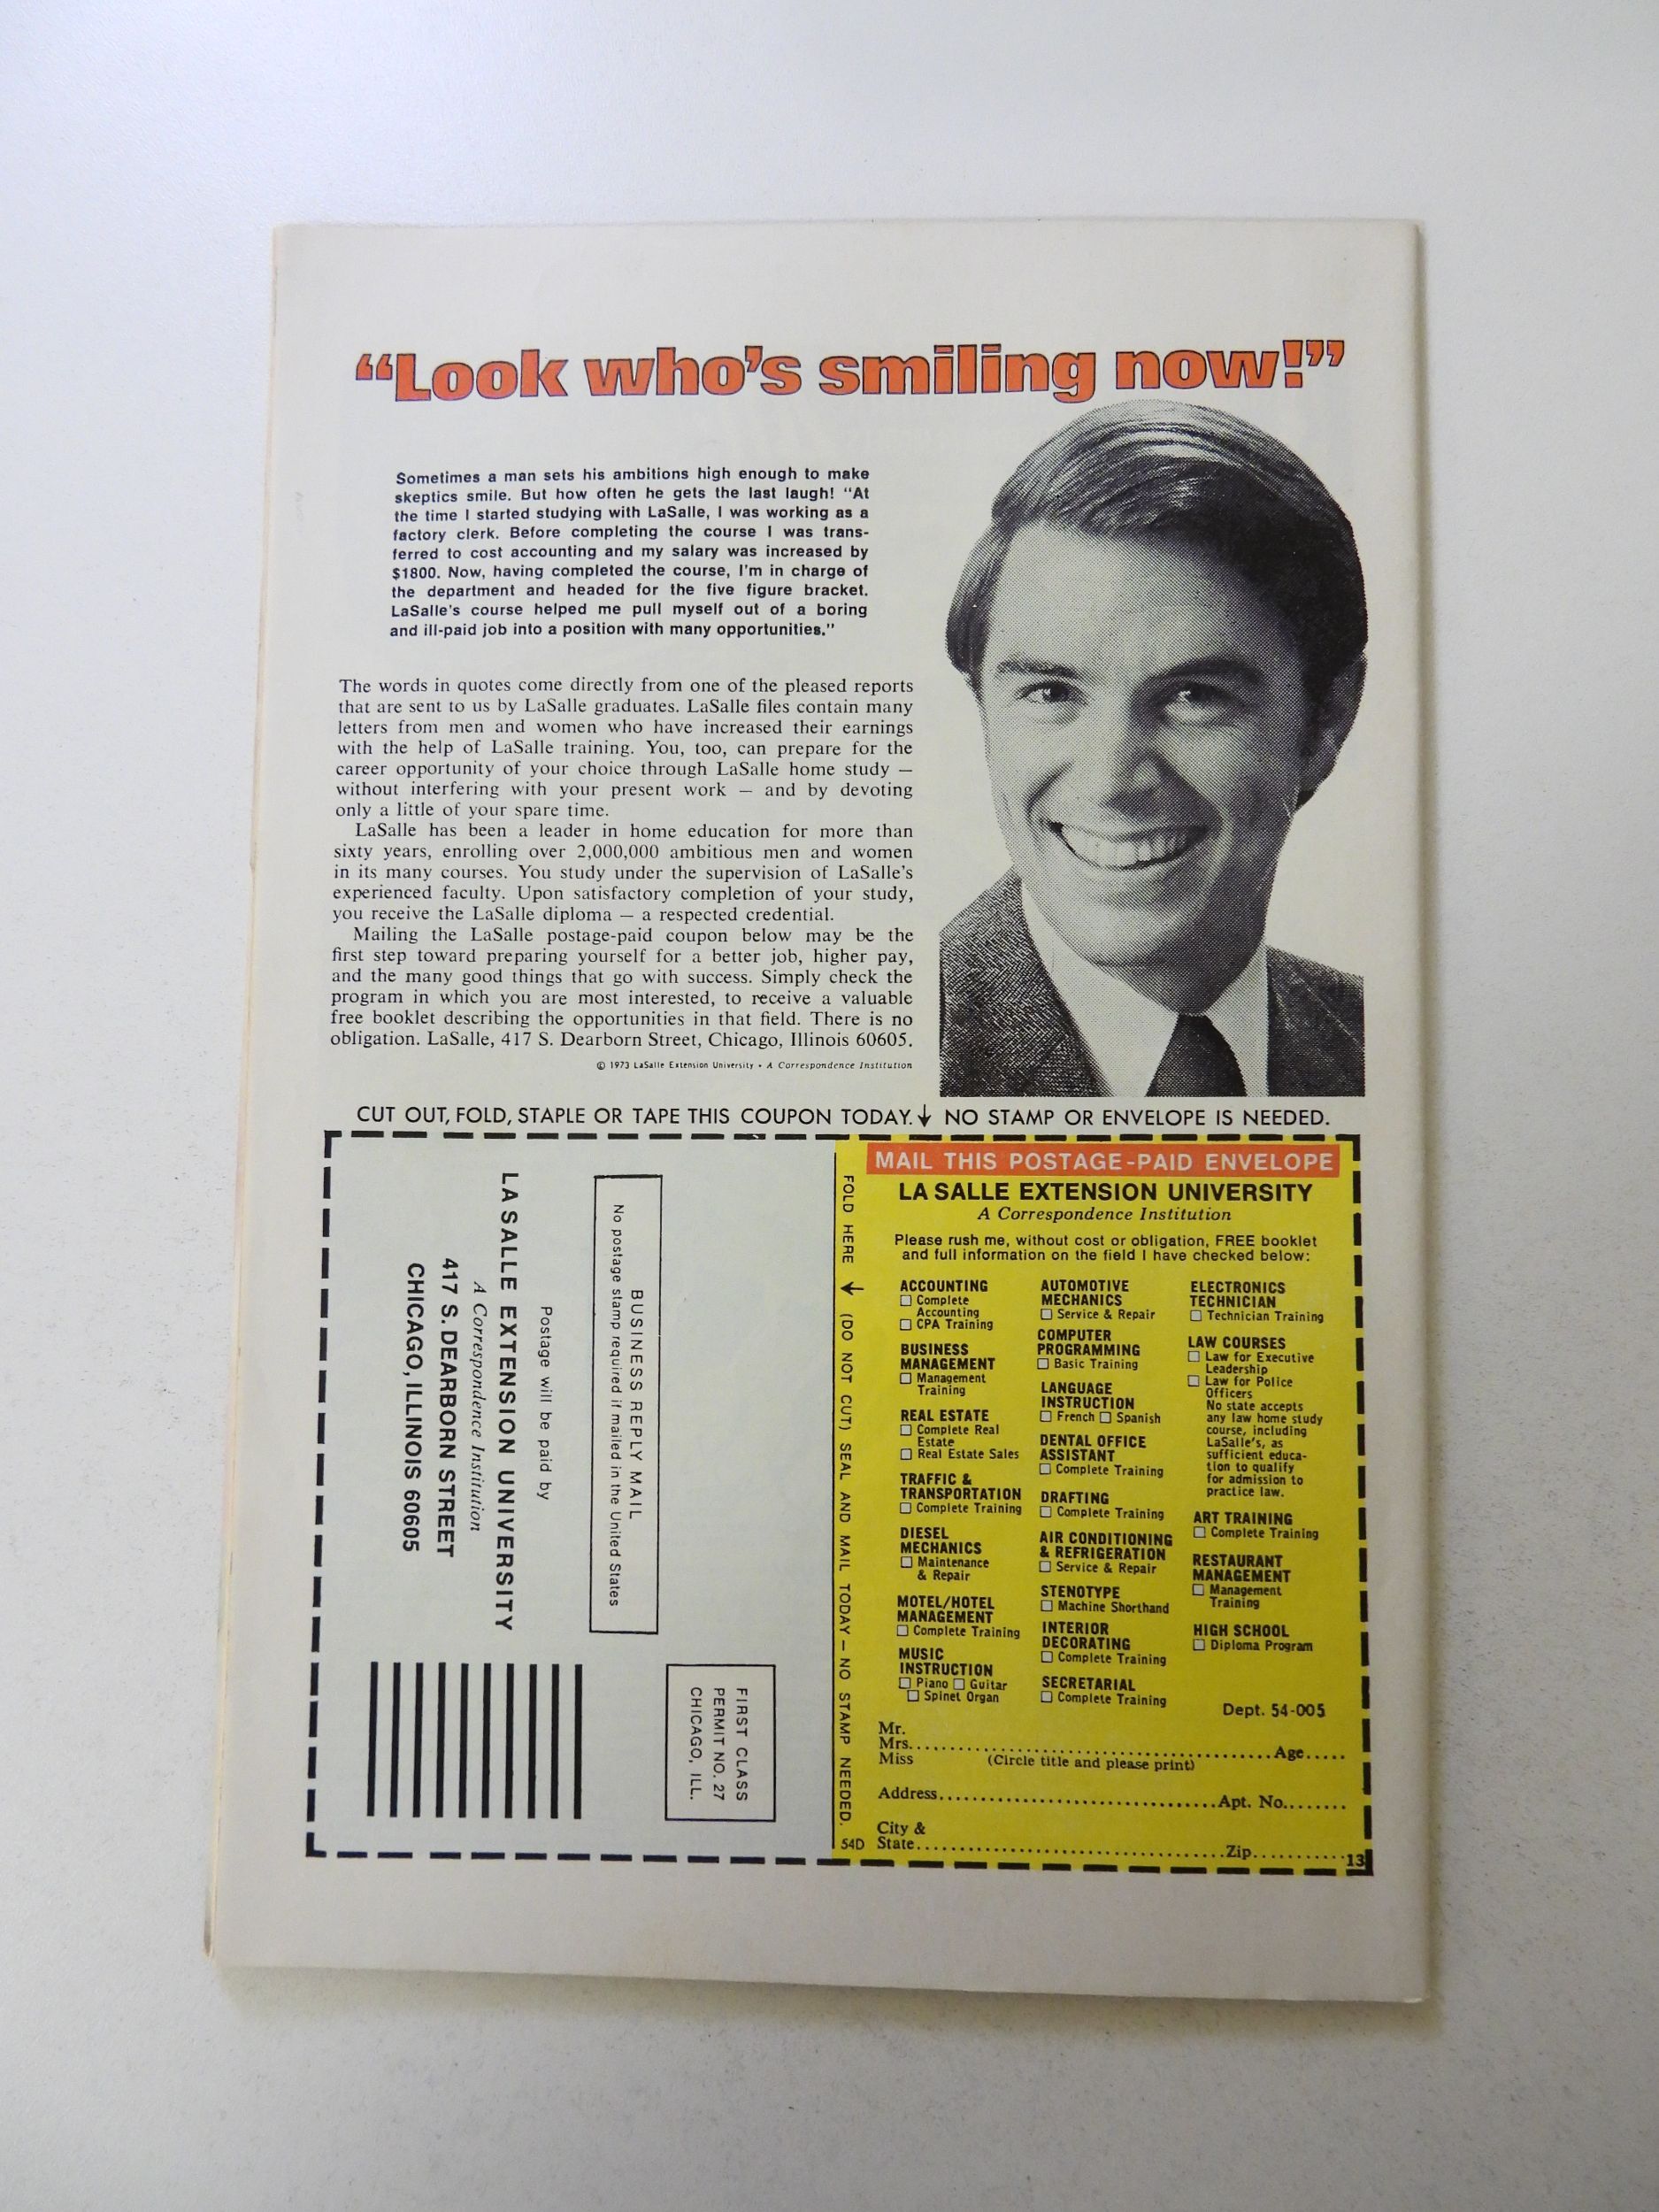 “Look who’s smiling now!”
Sometimes a man sets his ambitions high enough to make
skeptics smile. But how often he gets the last laugh! “At
the time I started studying with LaSalle, I was working as a
factory clerk. Before completing the course I was trans-
ferred to cost accounting and my salary was increased by
$1800. Now, having completed the course, I’m in charge of
the department and headed for the five figure bracket.
LaSalle’s course helped me pull myself out of a boring
and ill-paid job into a position with many opportunities.”
The words in quotes come directly from one of the pleased reports
that are sent to us by LaSalle graduates. LaSalle files contain many
letters from men and women who have increased their earnings
with the help of LaSalle training. You, too, can prepare for the
career opportunity of your choice through LaSalle home study —
without interfering with your present work — and by devoting
only a little of your spare time.
LaSalle has been a leader in home education for more than
sixty years, enrolling over 2,000,000 ambitious men and women
in its many courses. You study under the supervision of LaSalle’s
experienced faculty. Upon satisfactory completion of your study,
you receive the LaSalle diploma — a respected credential.
Mailing the LaSalle postage-paid coupon below may be the
first step toward preparing yourself for a better job, higher pay,
and the many good things that go with success. Simply check the
program in which you are most interested, to receive a valuable
free booklet describing the opportunities in that field. There is no
obligation. LaSalle, 417 S. Dearborn Street, Chicago, Illinois 60605.
© 1973 LaSalle Extension University • A Correspondence Institution
CUT OUT, FOLD, STAPLE OR TAPE THIS COUPON TODAY.↓ NO STAMP OR ENVELOPE IS NEEDED.
FIRST CLASS
PERMIT NO. 27
CHICAGO, ILL.
BUSINESS REPLY MAIL
No postage stamp required if mailed in the United States
Postage will be paid by
LA SALLE EXTENSION UNIVERSITY
A Correspondence Institution
417 S. DEARBORN STREET
CHICAGO, ILLINOIS 60605
FOLD HERE ↓ (DO NOT CUT) SEAL AND MAIL TODAY — NO STAMP NEEDED.
54D
MAIL THIS POSTAGE-PAID ENVELOPE
LA SALLE EXTENSION UNIVERSITY
A Correspondence Institution
Please rush me, without cost or obligation, FREE booklet
and full information on the field I have checked below:
ACCOUNTING
□ Complete
Accounting
□ CPA Training
BUSINESS
MANAGEMENT
□ Management
Training
REAL ESTATE
□ Complete Real
Estate
□ Real Estate Sales
TRAFFIC &
TRANSPORTATION
□ Complete Training
DIESEL
MECHANICS
□ Maintenance
& Repair
MOTEL/HOTEL
MANAGEMENT
□ Complete Training
MUSIC
INSTRUCTION
□ Piano □ Guitar
□ Spinet Organ
AUTOMOTIVE
MECHANICS
□ Service & Repair
COMPUTER
PROGRAMMING
□ Basic Training
LANGUAGE
INSTRUCTION
□ French □ Spanish
DENTAL OFFICE
ASSISTANT
□ Complete Training
DRAFTING
□ Complete Training
AIR CONDITIONING
& REFRIGERATION
□ Service & Repair
STENOTYPE
□ Machine Shorthand
INTERIOR
DECORATING
□ Complete Training
SECRETARIAL
□ Complete Training
ELECTRONICS
TECHNICIAN
□ Technician Training
LAW COURSES
□ Law for Executive
Leadership
□ Law for Police
Officers
No state accepts
any law home study
course, including
LaSalle’s, as
sufficient educa-
tion to qualify
for admission to
practice law.
ART TRAINING
□ Complete Training
RESTAURANT
MANAGEMENT
□ Management
Training
HIGH SCHOOL
□ Diploma Program
Dept. 54-005
Mr.
Mrs.....Age.....
Miss (Circle title and please print)
Address.....Apt. No.....
City &
State.....Zip.....
13